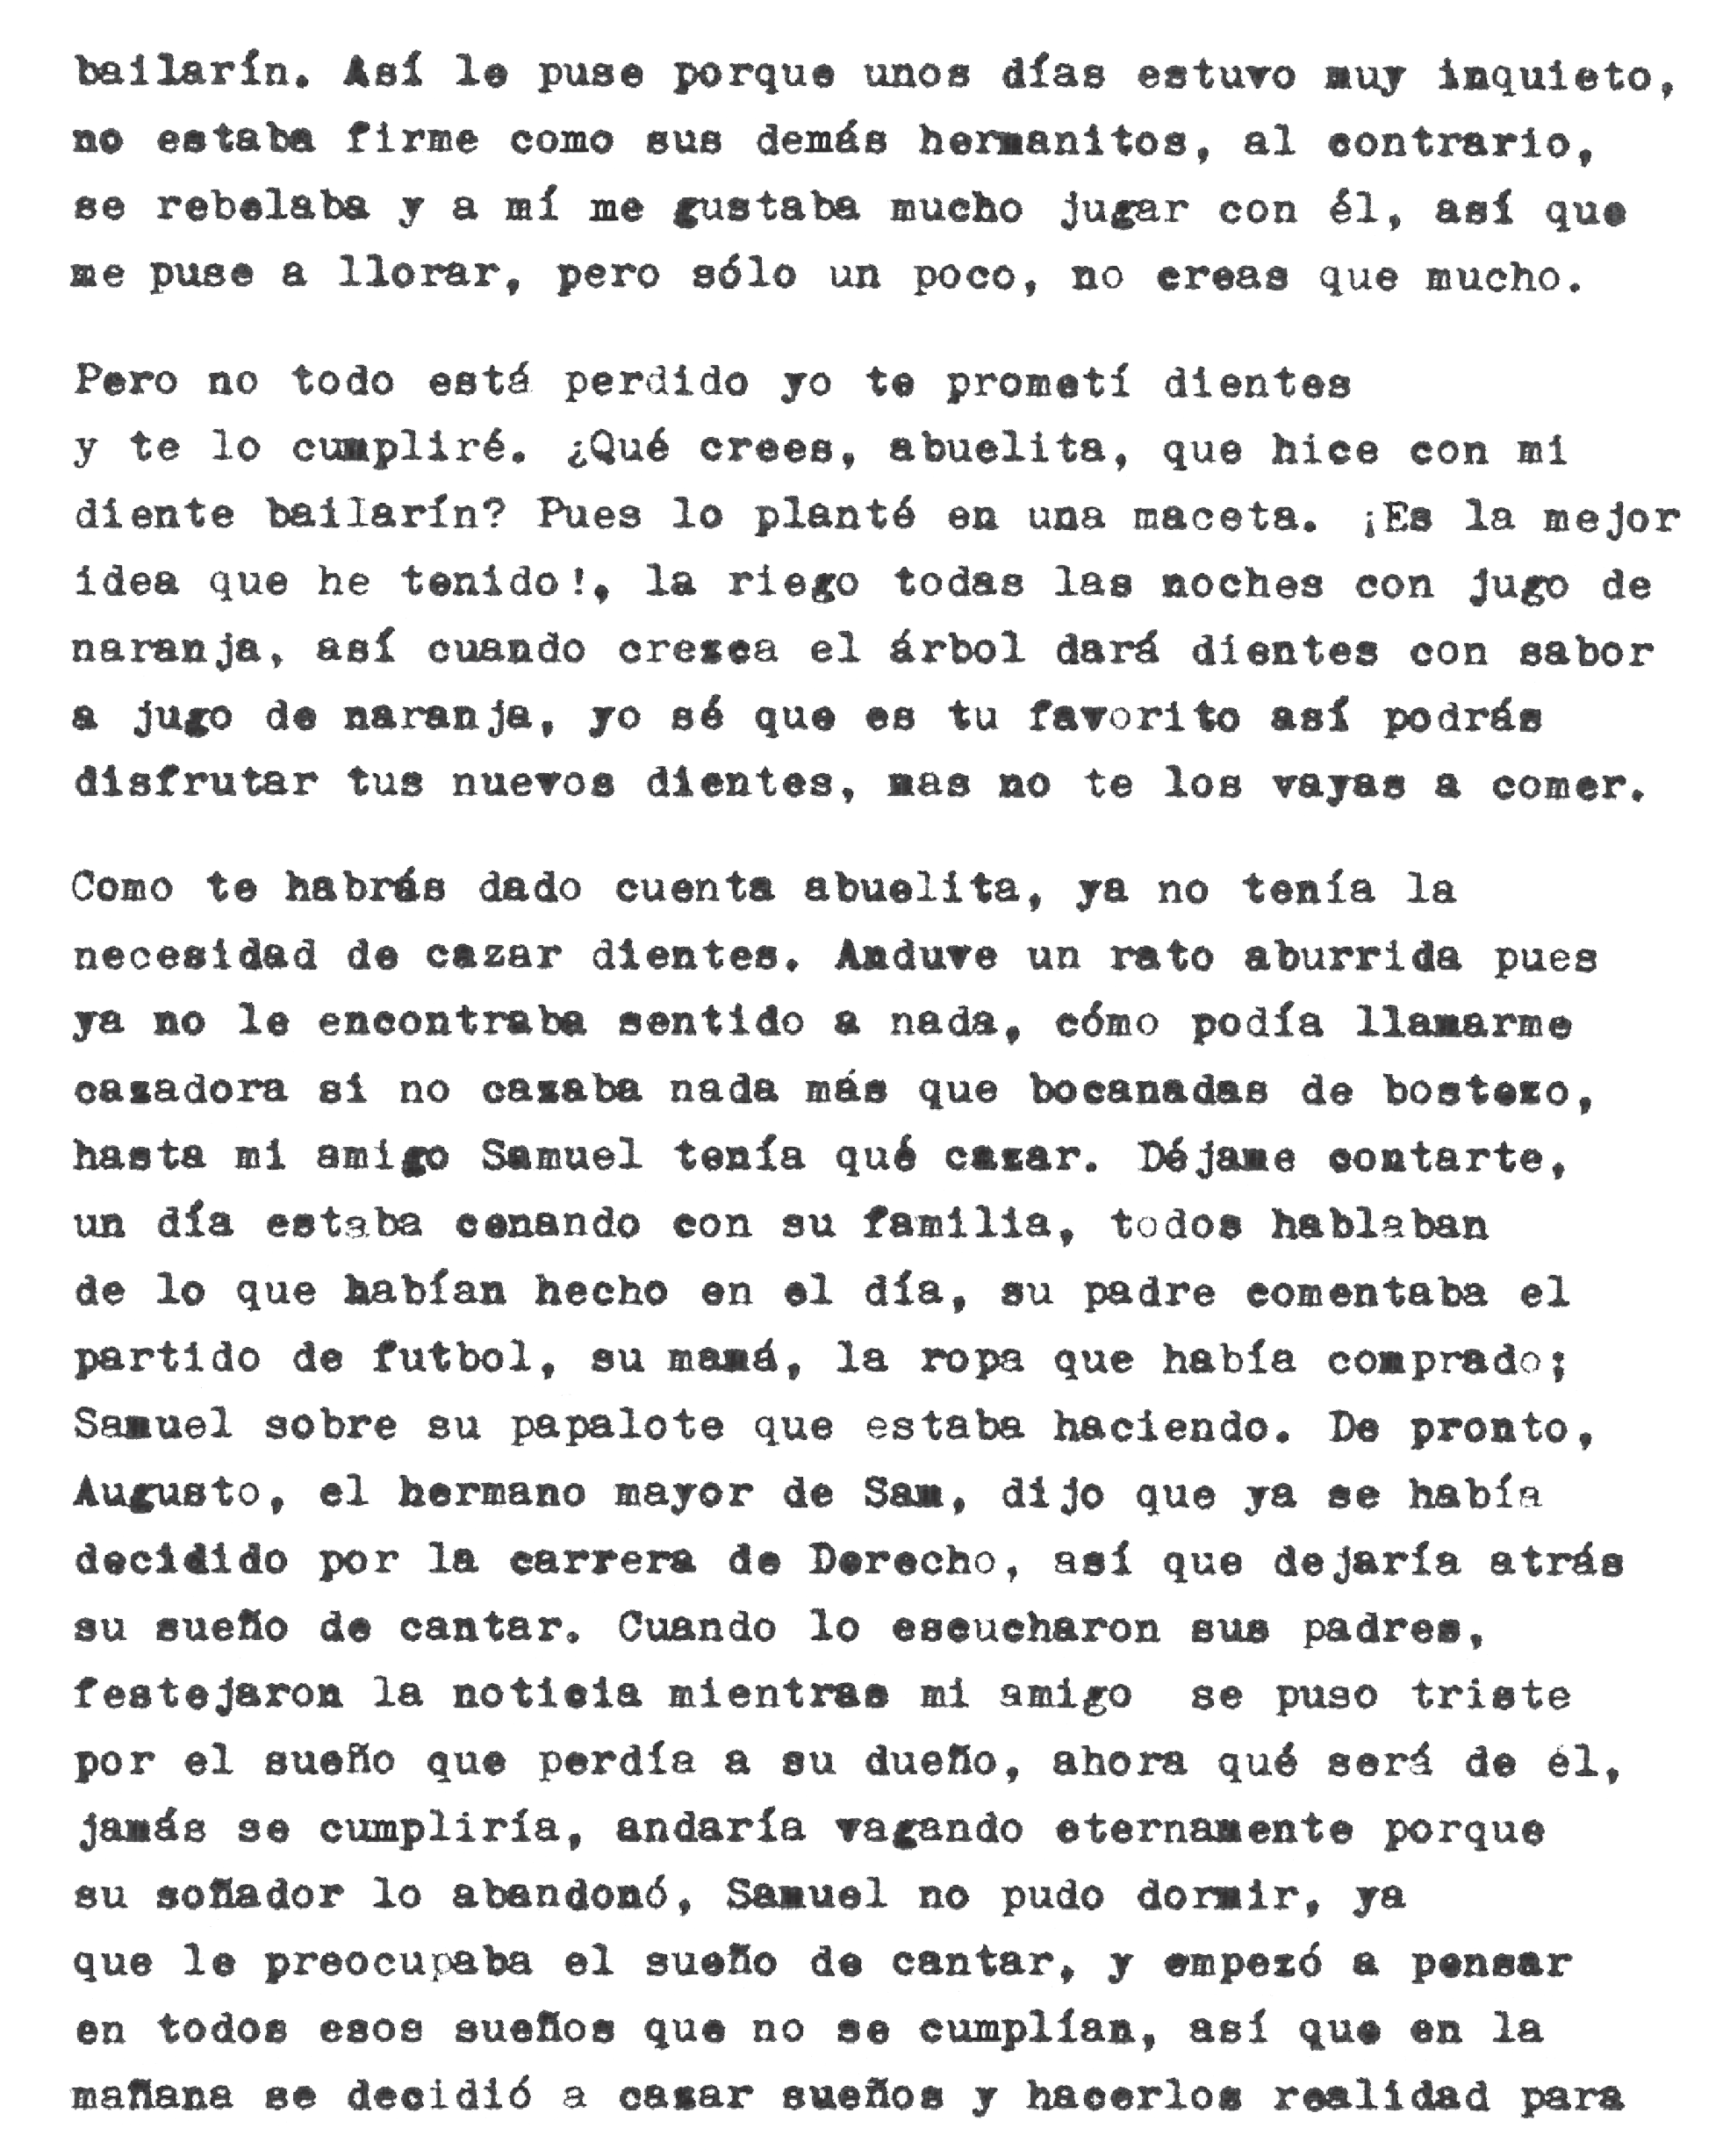 bailarín. Así le puse porque unos días estuvo muy inquieto,
no estaba firme como sus demás hermanitos, al contrario,
se rebelaba y a mí me gustaba mucho jugar con él, así que
me puse a llorar, pero sólo un poco, no creas que mucho.
Pero no todo está perdido yo te prometí dientes
y te lo cumpliré. ¿Qué crees, abuelita, que hice con mi
diente bailarín? Pues lo planté en una maceta. ¡Es la mejor
idea que he tenido!, la riego todas las noches con jugo de
naranja, así cuando crezca el árbol dará dientes con sabor
a jugo de naranja, yo sé que es tu favorito así podrás
disfrutar tus nuevos dientes, mas no te los vayas a comer.
Como te habrás dado cuenta abuelita, ya no tenía la
necesidad de cazar dientes. Anduve un rato aburrida pues
ya no le encontraba sentido a nada, cómo podía llamarme
cazadora si no cazaba nada más que bocanadas de bostezo,
hasta mi amigo Samuel tenía qué cazar. Déjame contarte,
un día estaba cenando con su familia, todos hablaban
de lo que habían hecho en el día, su padre comentaba el
partido de futbol, su mamá, la ropa que había comprado;
Samuel sobre su papalote que estaba haciendo. De pronto,
Augusto, el hermano mayor de Sam, dijo que ya se había
decidido por la carrera de Derecho, así que dejaría atrás
su sueño de cantar. Cuando lo escucharon sus padres,
festejaron la noticia mientras mi amigo  se puso triste
por el sueño que perdía a su dueño, ahora qué será de él,
jamás se cumpliría, andaría vagando eternamente porque
su soñador lo abandonó, Samuel no pudo dormir, ya
que le preocupaba el sueño de cantar, y empezó a pensar
en todos esos sueños que no se cumplían, así que en la
mañana se decidió a cazar sueños y hacerlos realidad para